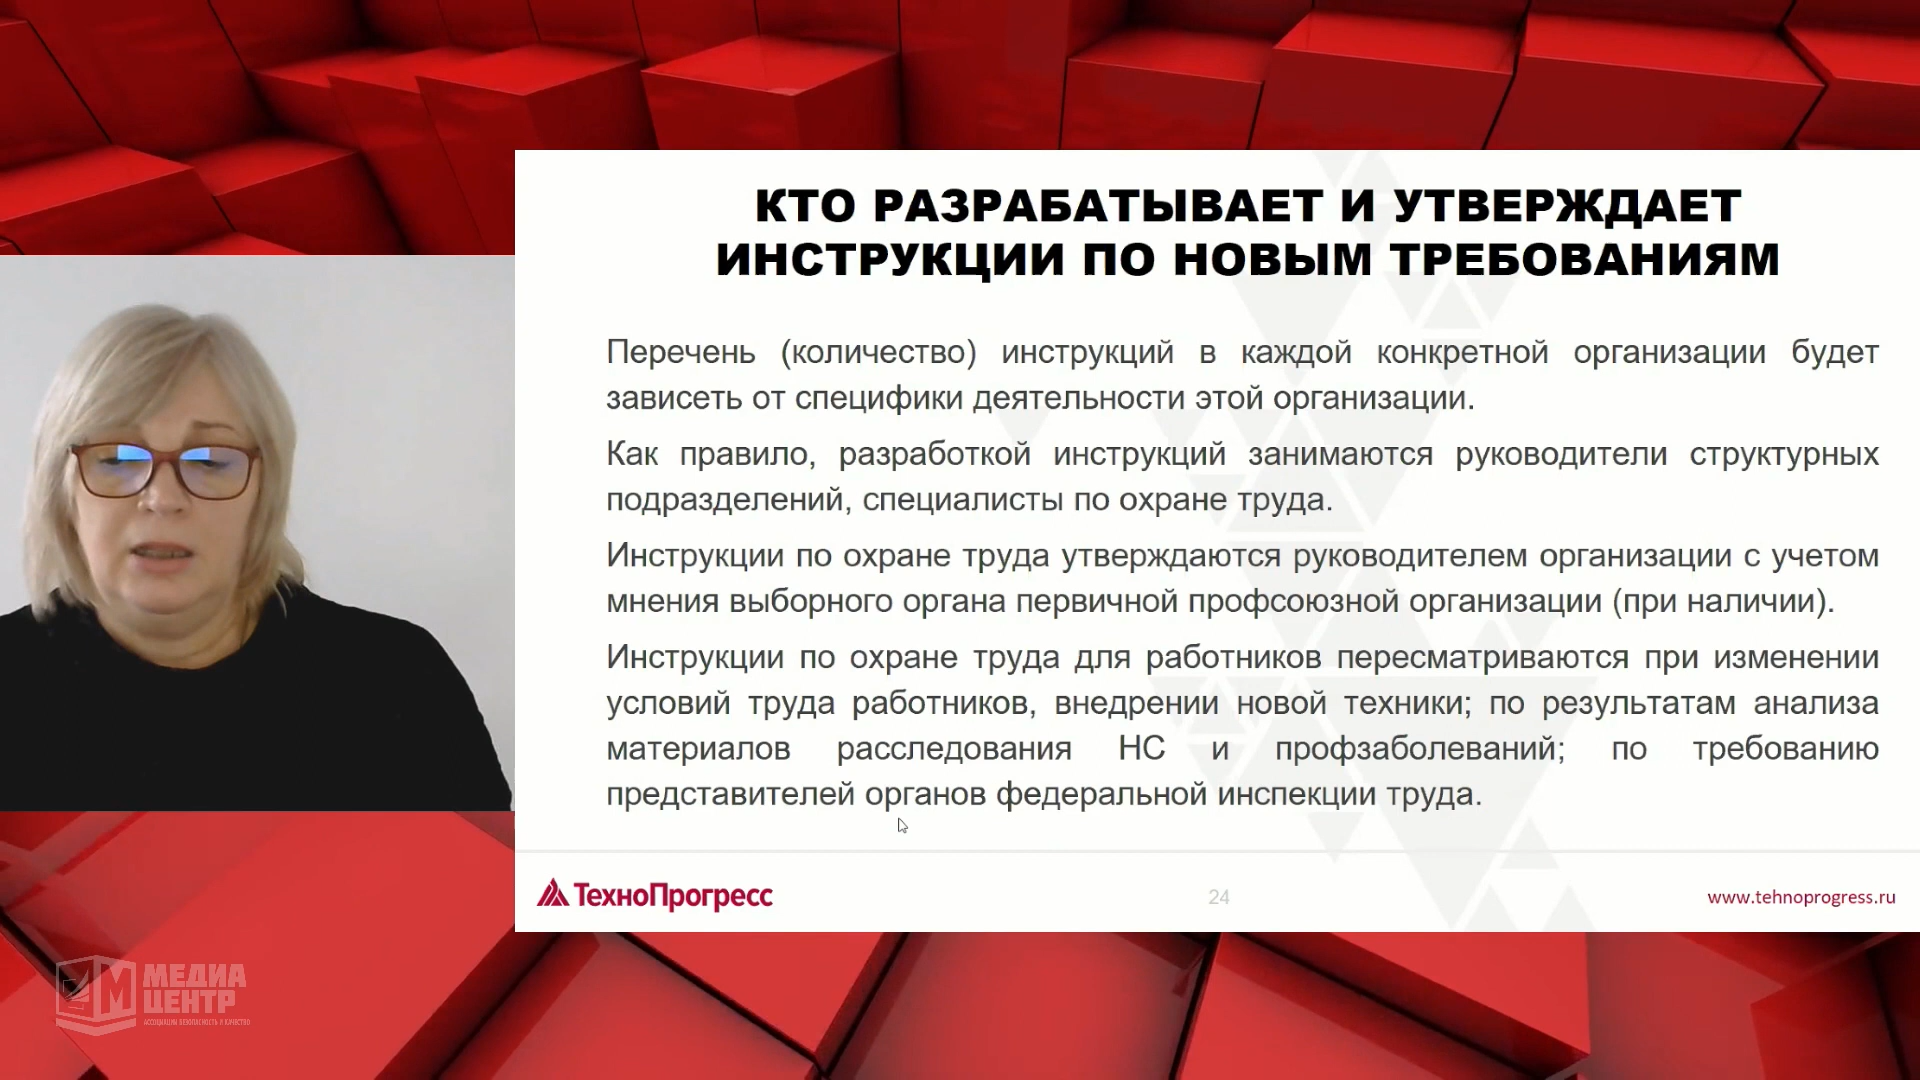 КТО РАЗРАБАТЫВАЕТ И УТВЕРЖДАЕТ
ИНСТРУКЦИИ ПО НОВЫМ ТРЕБОВАНИЯМ
Перечень (количество) инструкций в каждой конкретной организации будет
зависеть от специфики деятельности этой организации.
Как правило, разработкой инструкций занимаются руководители структурных
подразделений, специалисты по охране труда.
Инструкции по охране труда утверждаются руководителем организации с учетом
мнения выборного органа первичной профсоюзной организации (при наличии).
Инструкции по охране труда для работников пересматриваются при изменении
условий труда работников, внедрении новой техники; по результатам анализа
материалов расследования НС и профзаболеваний; по требованию
представителей органов федеральной инспекции труда.
ТехноПрогресс
24
www.tehnoprogress.ru
МЕДИА
ЦЕНТР
АССОЦИАЦИИ БЕЗОПАСНОСТЬ И КАЧЕСТВО